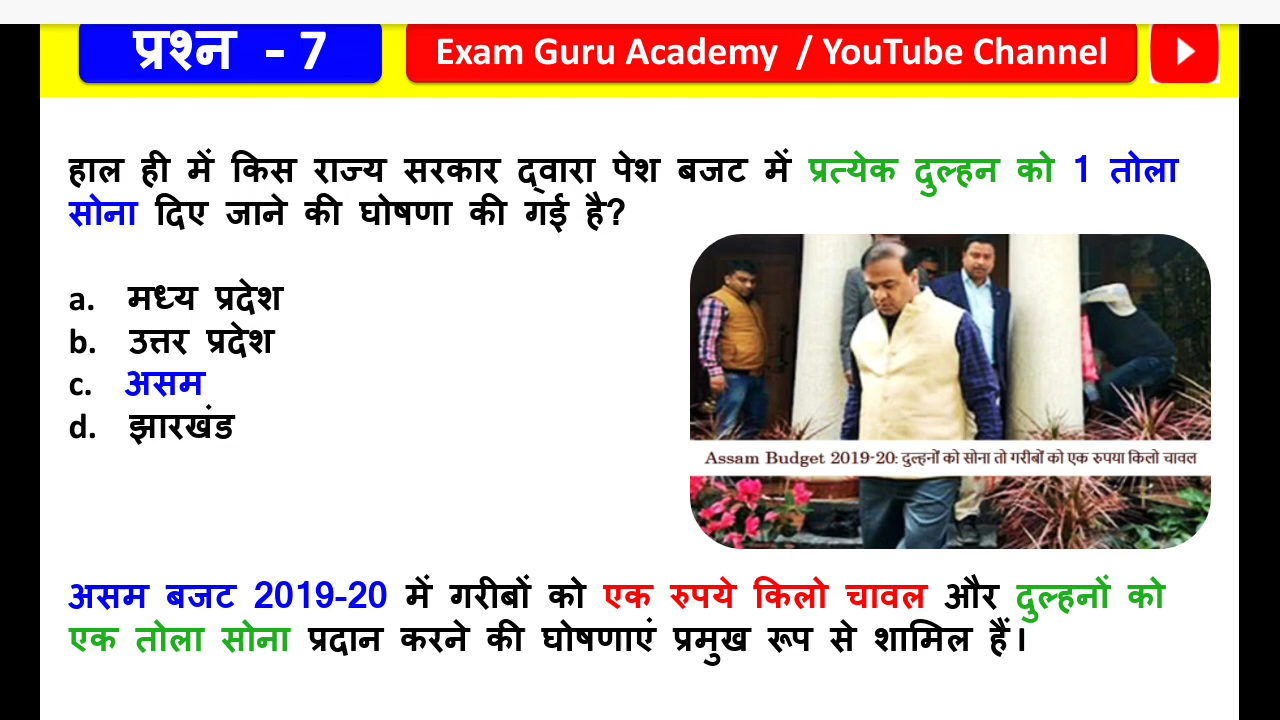 प्रश्न - 7
Exam Guru Academy / YouTube Channel
हाल ही में किस राज्य सरकार द्वारा पेश बजट में प्रत्येक दुल्हन को 1 तोला
सोना दिए जाने की घोषणा की गई है?
a. मध्य प्रदेश
b. उत्तर प्रदेश
c. असम
d. झारखंड
Assam Budget 2019-20: दुल्हनों को सोना तो गरीबों को एक रुपया किलो चावल
असम बजट 2019-20 में गरीबों को एक रुपये किलो चावल और दुल्हनों को
एक तोला सोना प्रदान करने की घोषणाएं प्रमुख रूप से शामिल हैं।